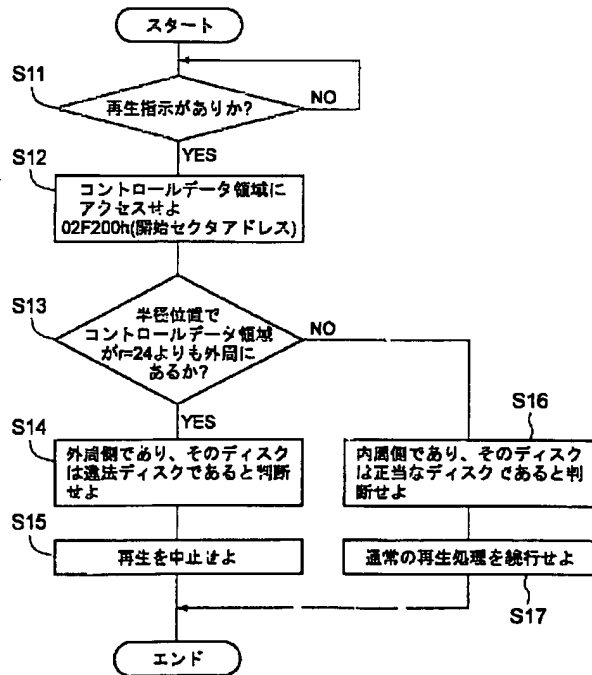 スタート
S11
再生指示がありか?
NO
YES
S12
コントロールデータ領域に
アクセスせよ
02F200h(開始セクタアドレス)
S13
半径位置で
コントロールデータ領域
がr=24よりも外周に
あるか?
NO
YES
S14
外周側であり、そのディスク
は違法ディスクであると判断
せよ
S16
内周側であり、そのディスク
は正当なディスクであると判
断せよ
S15
再生を中止せよ
通常の再生処理を続行せよ
S17
エンド